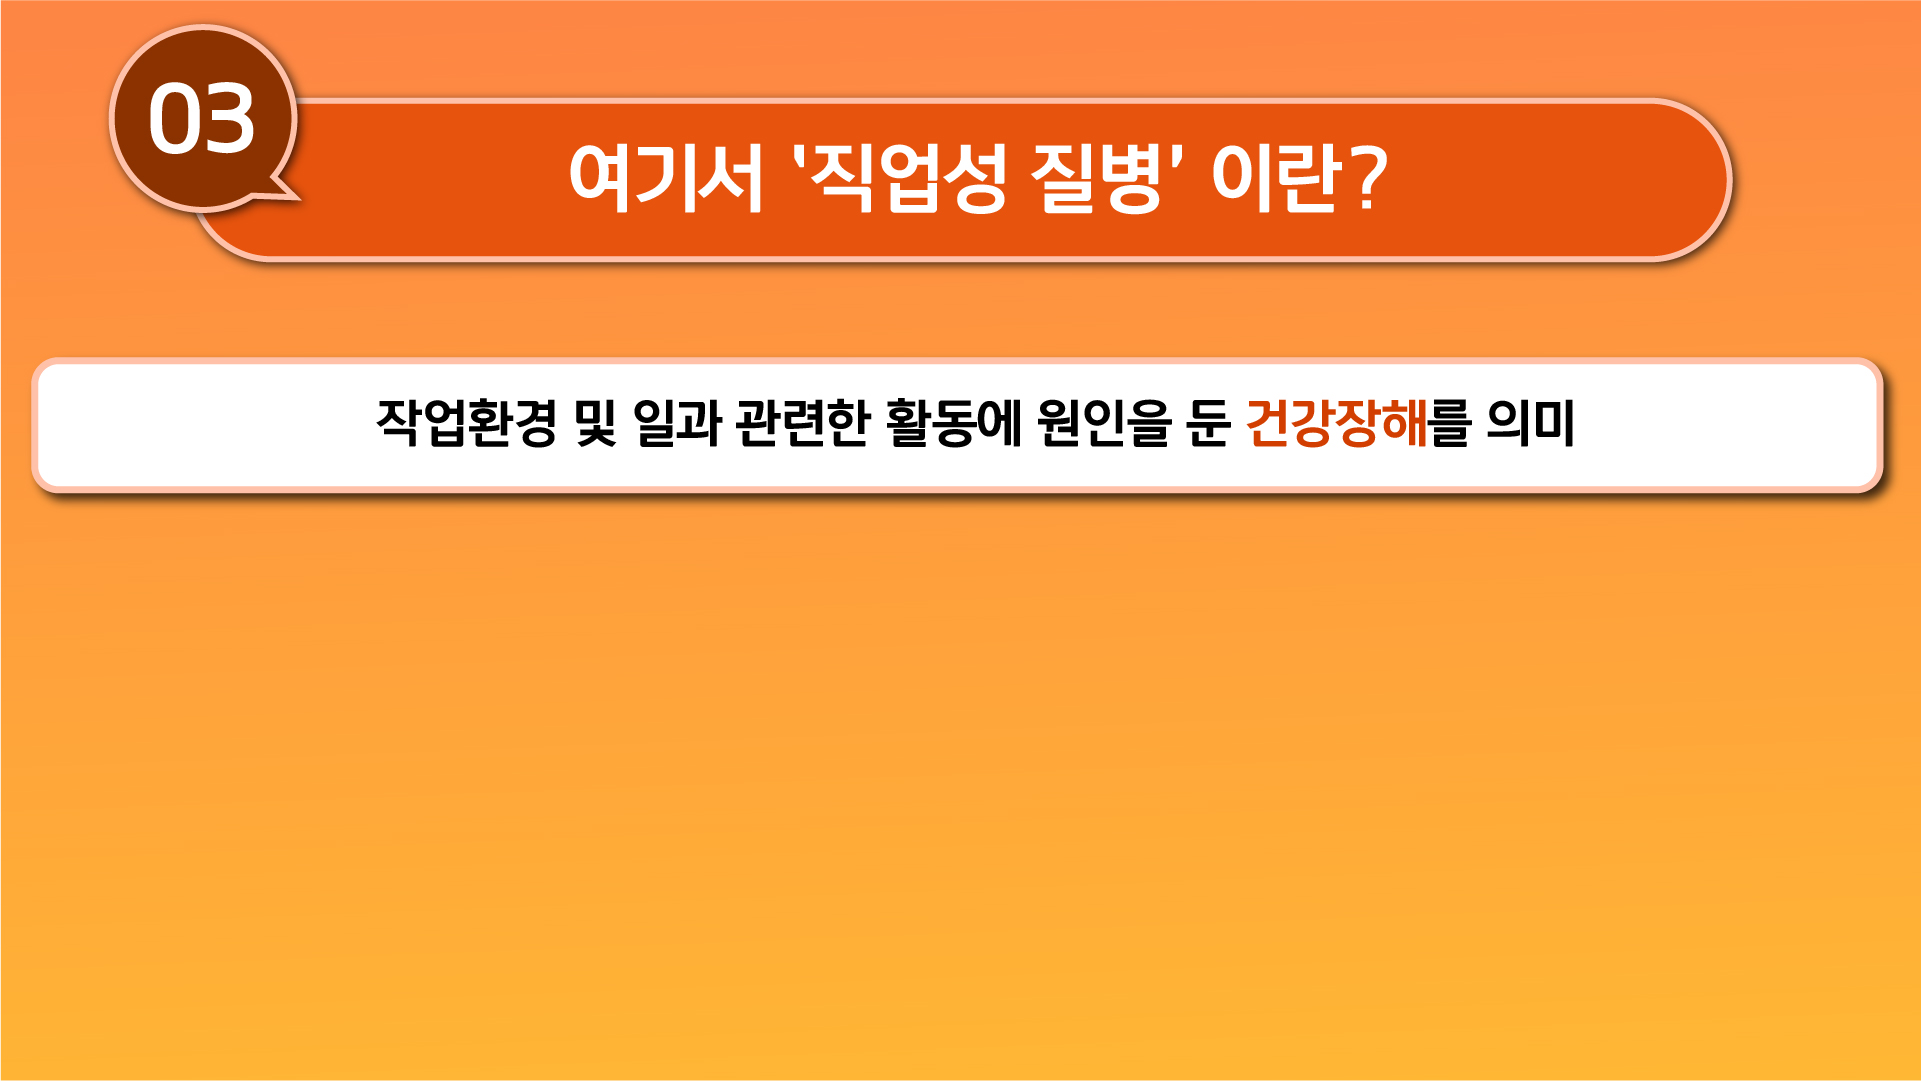 03
여기서 '직업성 질병' 이란?
작업환경 및 일과 관련한 활동에 원인을 둔 건강장해를 의미